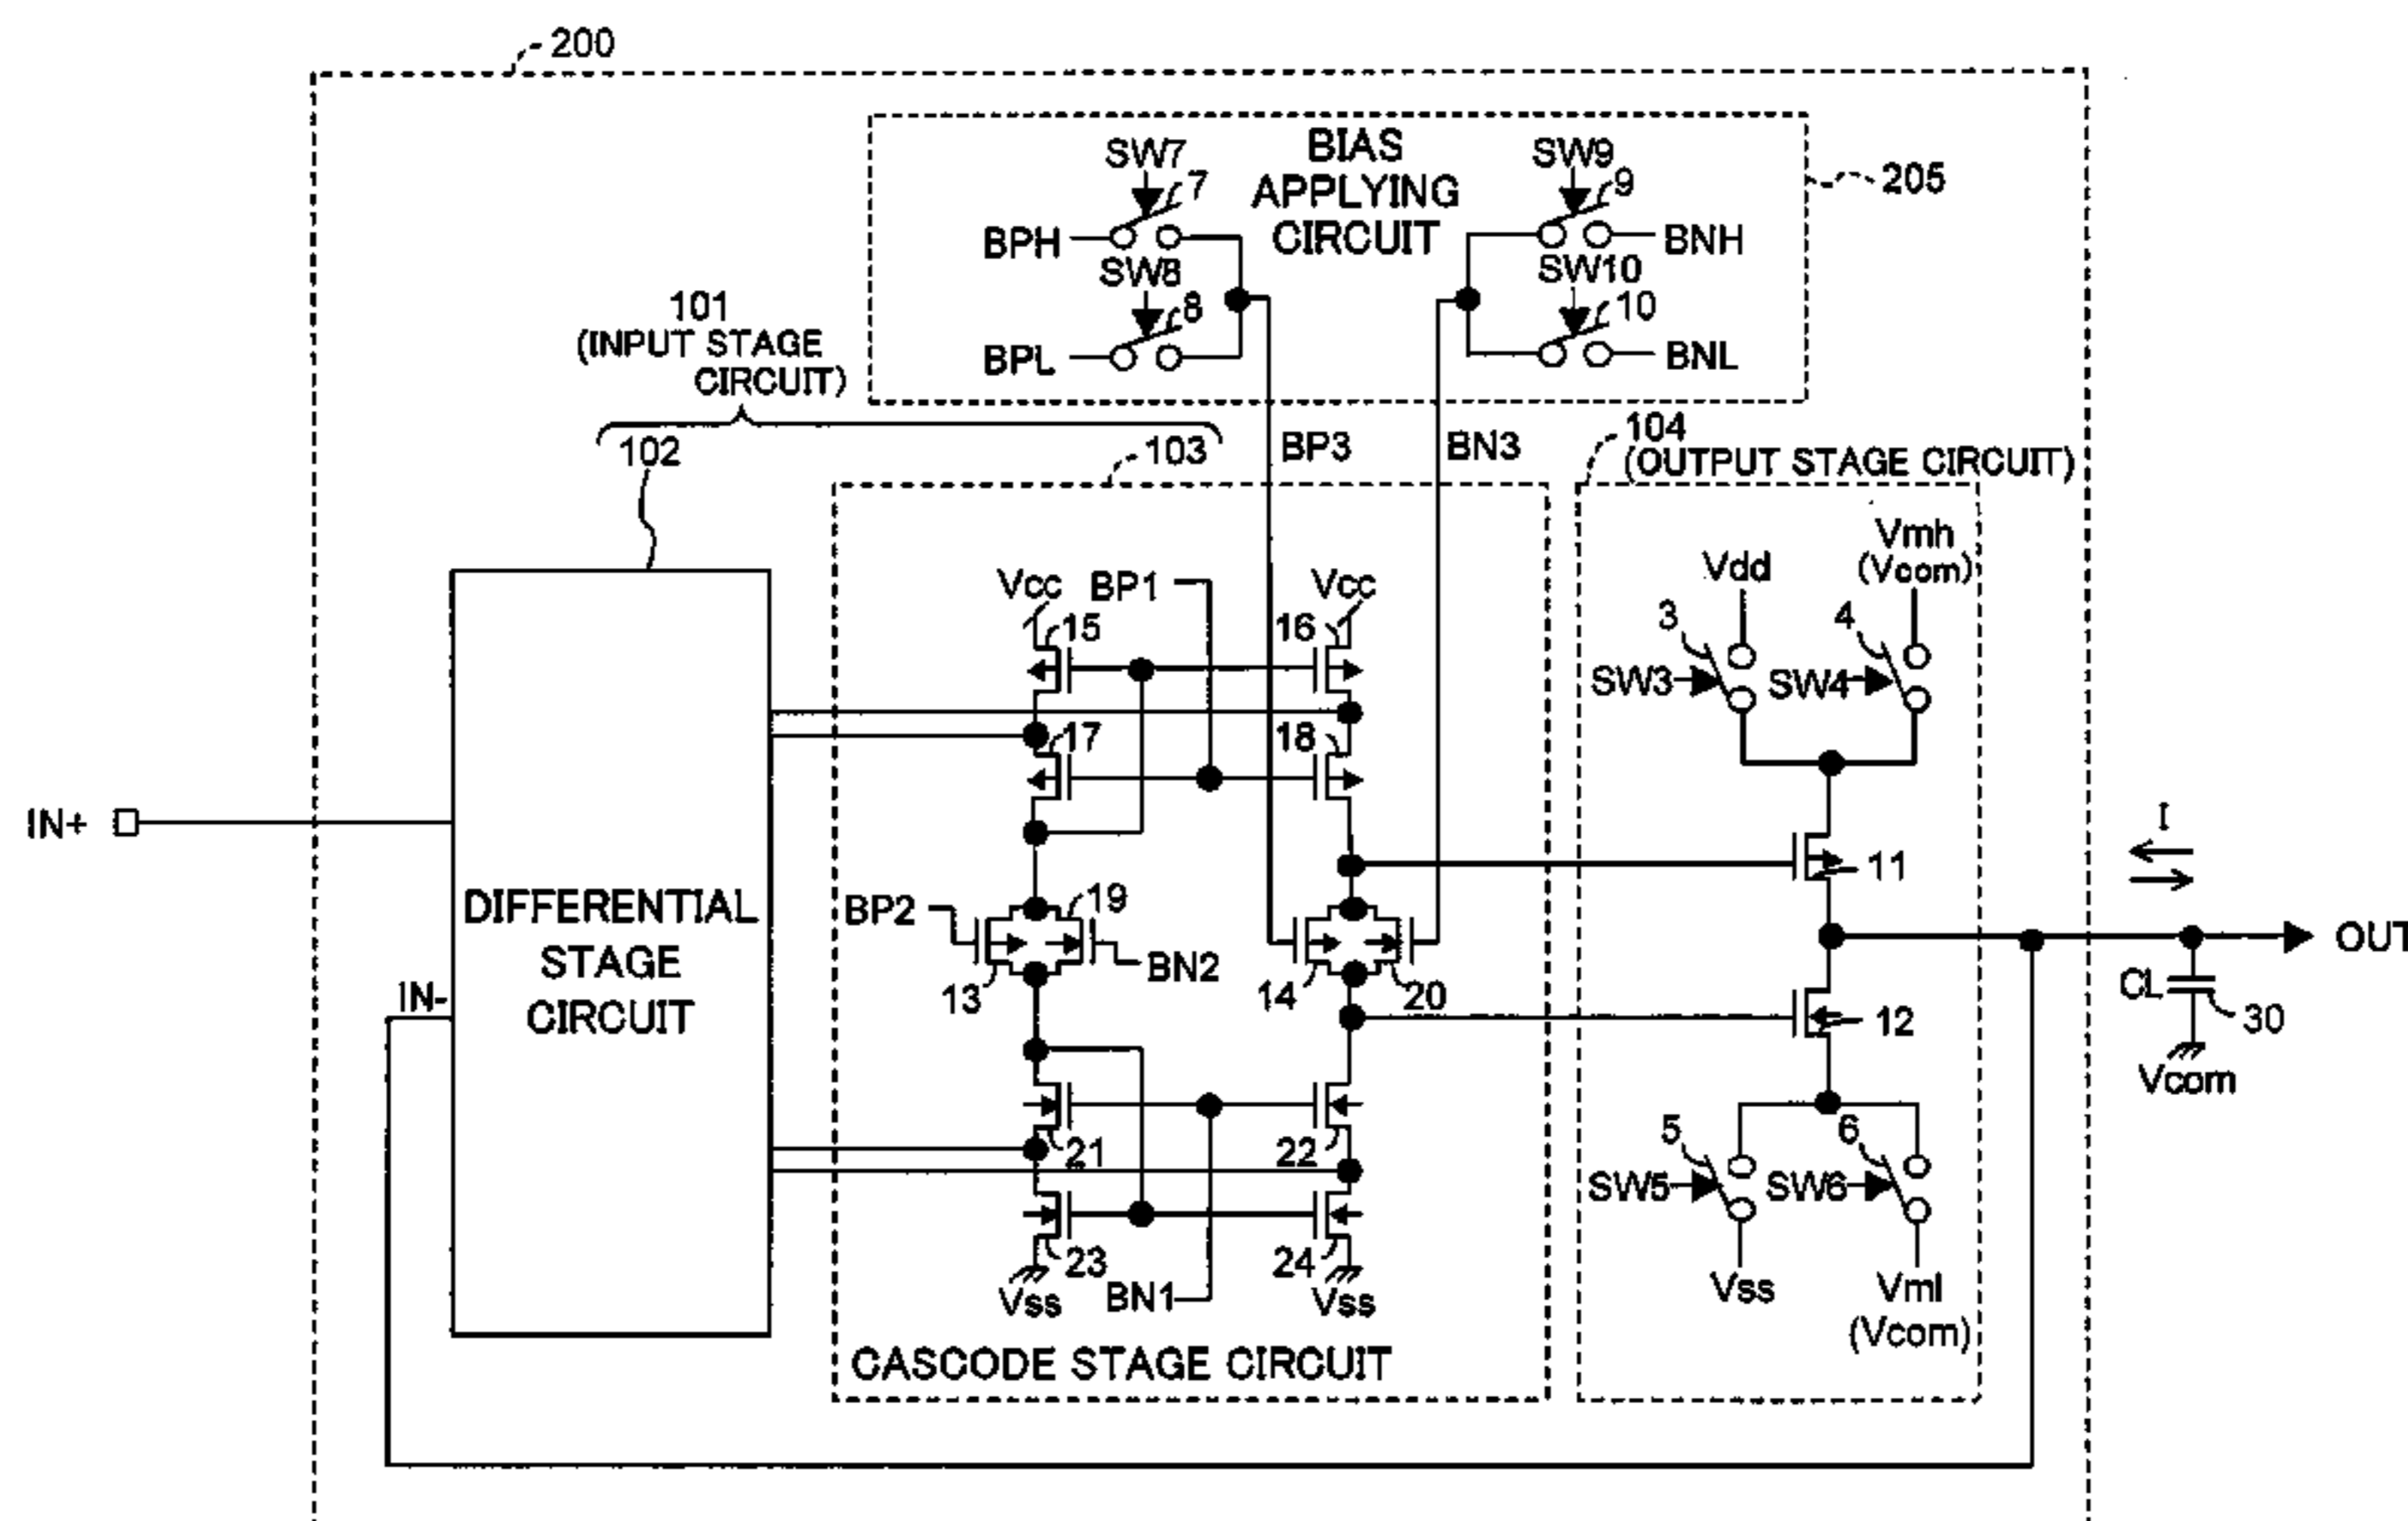 200
SW7
BIAS
SW9
7
APPLYING
9
205
BPH
CIRCUIT
BNH
SW8
SW10
101
8
10
(INPUT STAGE
CIRCUIT)
BPL
BNL
102
103
BP3
BN3
104
(OUTPUT STAGE CIRCUIT)
Vdd
Vmh
(Vcom)
Vcc
BP1
Vcc
15
16
3
4
SW3
SW4
17
18
IN+
I
11
BP2
19
DIFFERENTIAL
STAGE
CIRCUIT
OUT
BN2
13
14
20
IN-
CL
30
12
Vcom
21
22
5
6
SW5
SW6
23
24
Vss
BN1
Vss
Vss
Vml
(Vcom)
CASCODE STAGE CIRCUIT